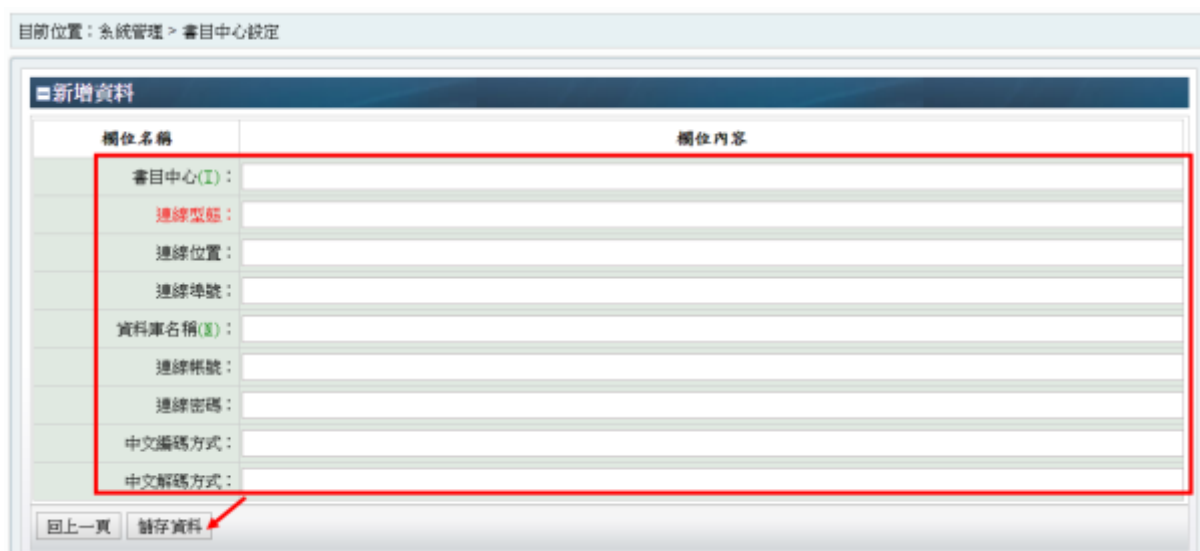 目前位置：系統管理 > 書目中心設定
新增資料
欄位名稱 欄位內容
書目中心(I)：
連線型態：
連線位置：
連線埠號：
資料庫名稱(N)：
連線帳號：
連線密碼：
中文編碼方式：
中文解碼方式：
回上一頁 儲存資料